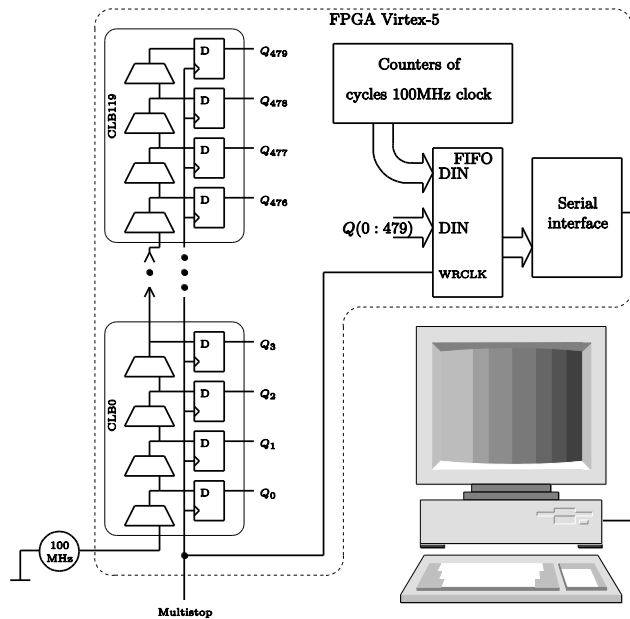 FPGA Virtex-5
CLB119
D
Q479
D
Q478
D
Q477
D
Q476
Counters of
cycles 100MHz clock
FIFO
DIN
Q(0 : 479)
DIN
WRCLK
Serial
interface
CLB0
D
Q3
D
Q2
D
Q1
D
Q0
100
MHz
Multistop